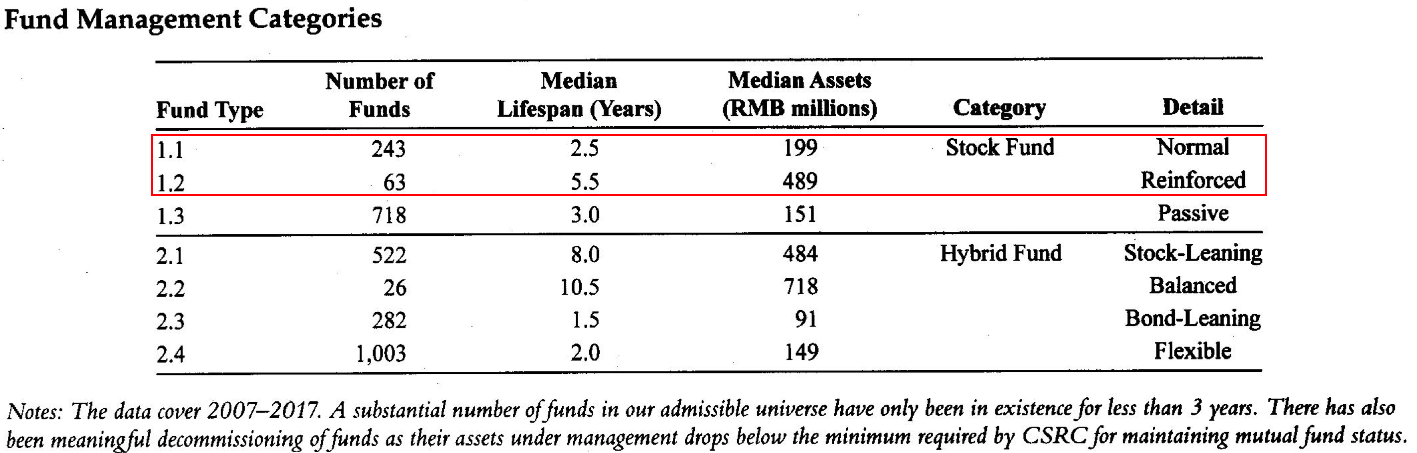 Fund Management Categories
Number of Median Median Assets
Fund Type Funds Lifespan (Years) (RMB millions) Category Detail
1.1 243 2.5 199 Stock Fund Normal
1.2 63 5.5 489 Reinforced
1.3 718 3.0 151 Passive
2.1 522 8.0 484 Hybrid Fund Stock-Leaning
2.2 26 10.5 718 Balanced
2.3 282 1.5 91 Bond-Leaning
2.4 1,003 2.0 149 Flexible
Notes: The data cover 2007–2017. A substantial number of funds in our admissible universe have only been in existence for less than 3 years. There has also
been meaningful decommissioning of funds as their assets under management drops below the minimum required by CSRC for maintaining mutual fund status.